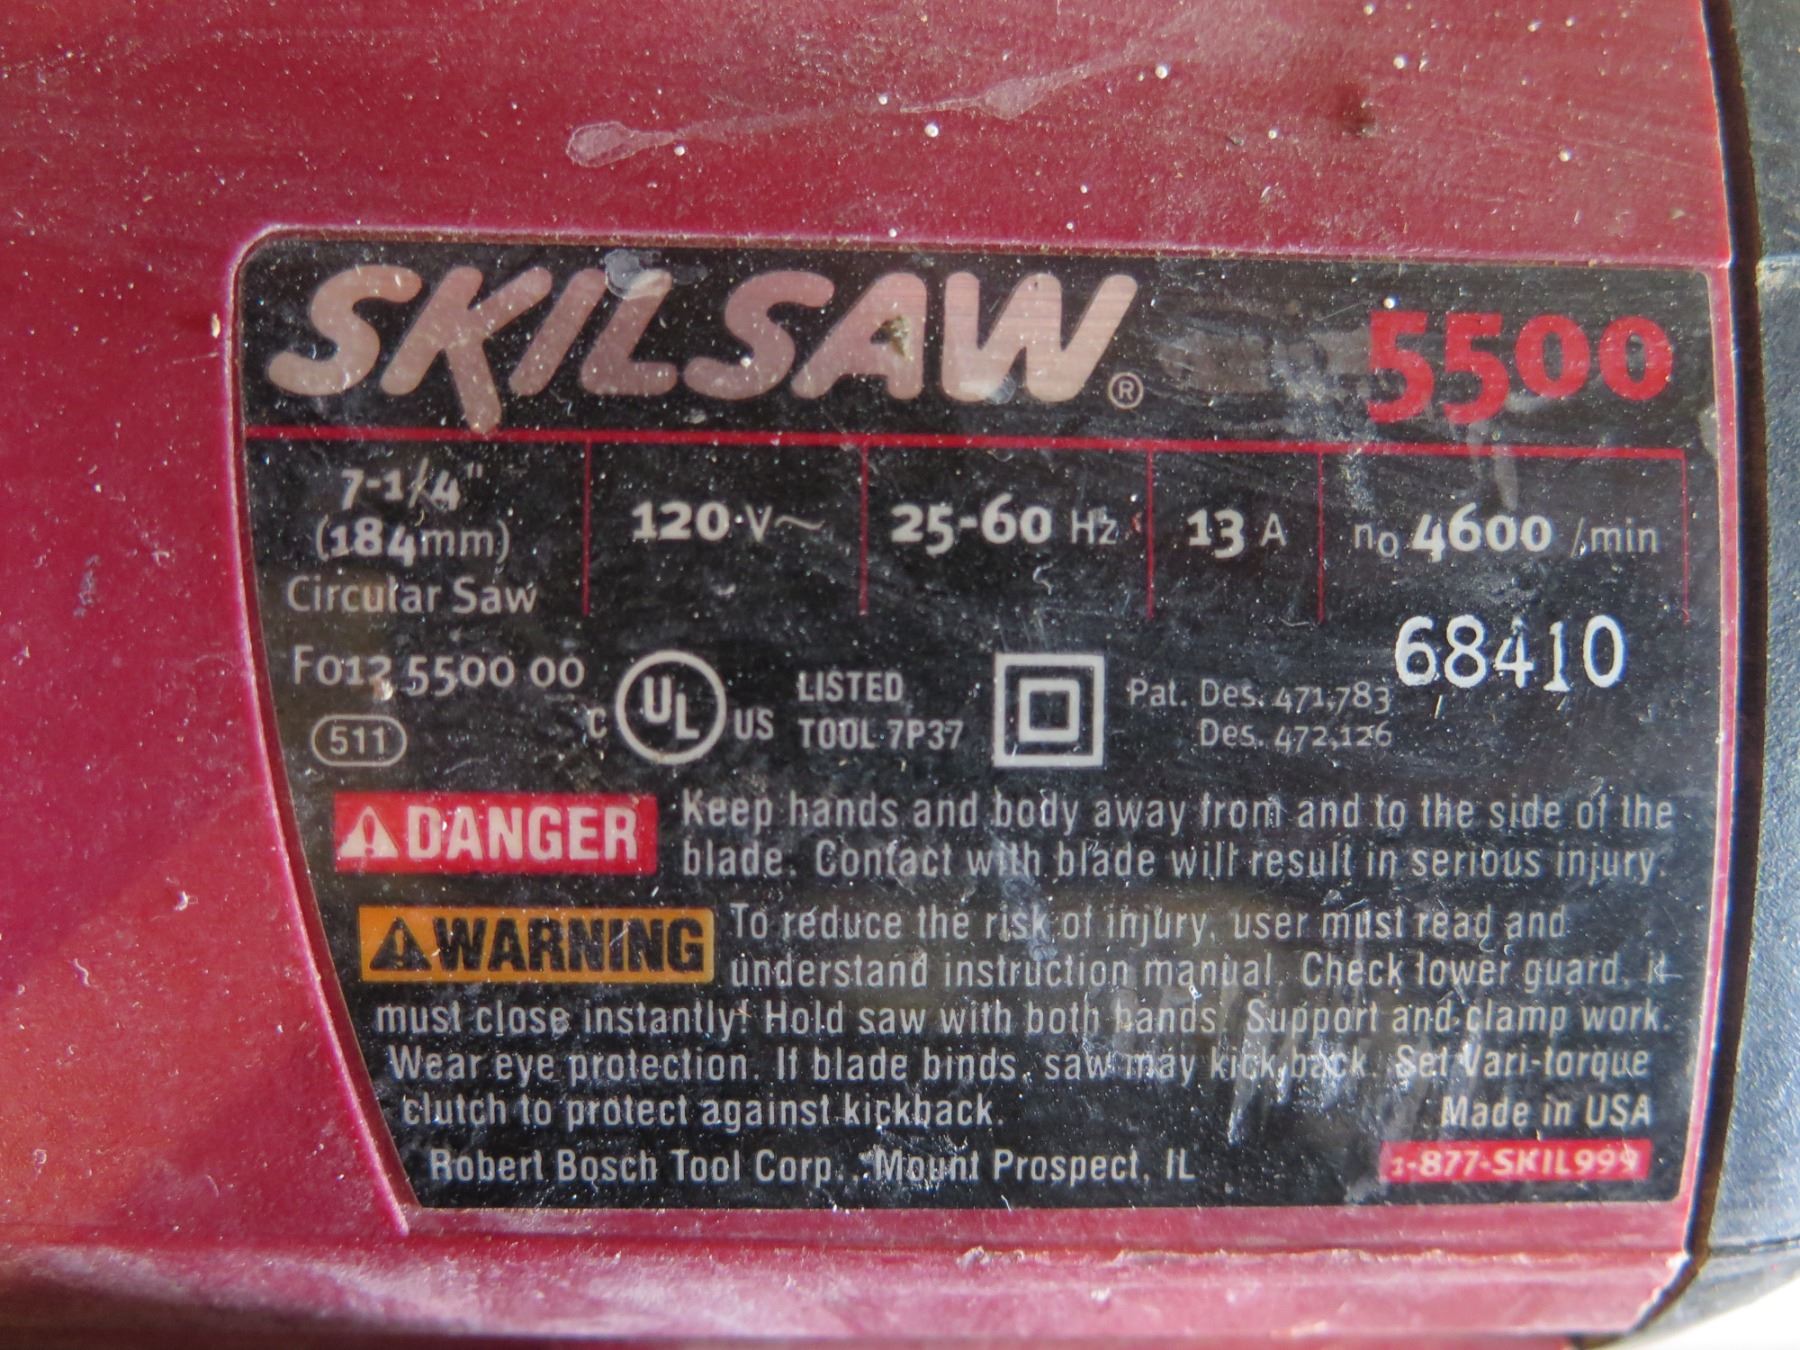 SKILSAW® 5500
7-1/4"
(184mm)
Circular Saw
120 V~
25-60 Hz
13 A
n0 4600 /min
68410
F012 5500 00
511
C UL US
LISTED
TOOL 7P37
Pat. Des. 471,783
Des. 472,126
DANGER
Keep hands and body away from and to the side of the
blade. Contact with blade will result in serious injury.
WARNING
To reduce the risk of injury, user must read and
understand instruction manual. Check lower guard. It
must close instantly! Hold saw with both hands. Support and clamp work.
Wear eye protection. If blade binds, saw may kick back. Set Vari-torque
clutch to protect against kickback.
Made in USA
Robert Bosch Tool Corp., Mount Prospect, IL
1-877-SKIL999